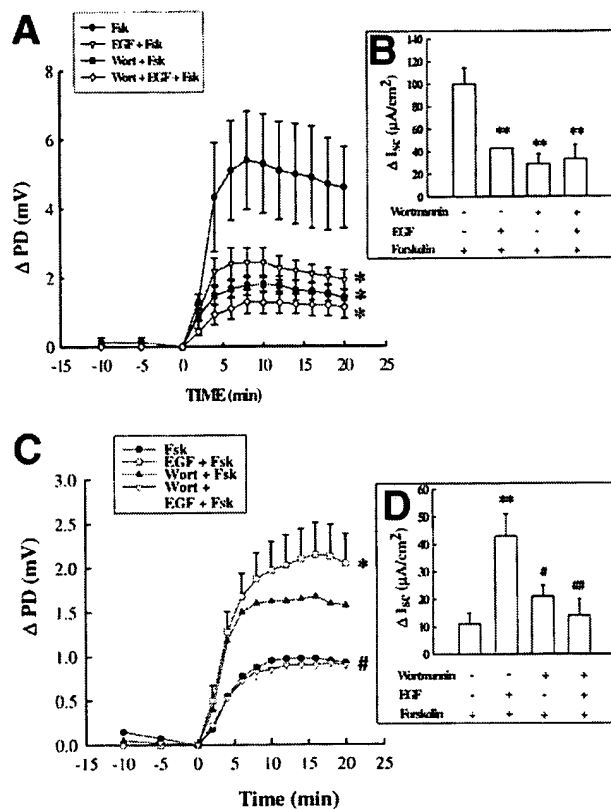 A
Fsk
EGF + Fsk
Wort + Fsk
Wort + EGF + Fsk
Δ PD (mV)
8
6
4
2
0
*
*
*
-15 -10 -5 0 5 10 15 20 25
TIME (min)
B
Δ Isc (μA/cm²)
140
120
100
80
60
40
20
0
** ** **
Wortmannin - - + +
EGF - + - +
Forskolin + + + +
C
Fsk
EGF + Fsk
Wort + Fsk
Wort +
EGF + Fsk
Δ PD (mV)
3.0
2.5
2.0
1.5
1.0
0.5
0.0
*
#
-15 -10 -5 0 5 10 15 20 25
Time (min)
D
Δ Isc (μA/cm²)
60
50
40
30
20
10
0
** # ##
Wortmannin - - + +
EGF - + - +
Forskolin + + + +